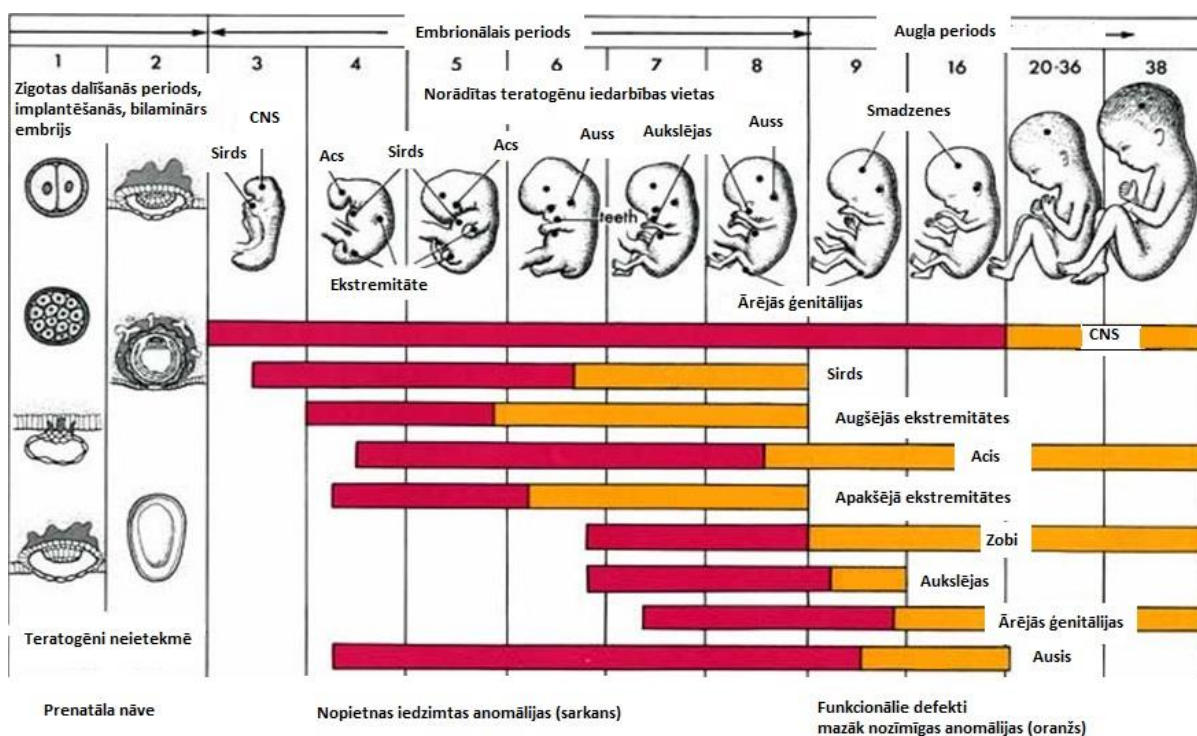 Embrionālais periods
Augļa periods
1 2 3 4 5 6 7 8 9 16 20-36 38
Zigotas dalīšanās periods,
implantēšanās, bilaminārs
embrijs
Norādītas teratogēnu iedarbības vietas
CNS
Sirds
Acs
Sirds
Acs
Auss
Aukslējas
Auss
Smadzenes
teeth
Ekstremitāte
Ārējās ģenitālijas
CNS
Sirds
Augšējās ekstremitātes
Acis
Apakšējā ekstremitātes
Zobi
Aukslējas
Ārējās ģenitālijas
Ausis
Teratogēni neietekmē
Prenatāla nāve
Nopietnas iedzimtas anomālijas (sarkans)
Funkcionālie defekti
mazāk nozīmīgas anomālijas (oranžs)